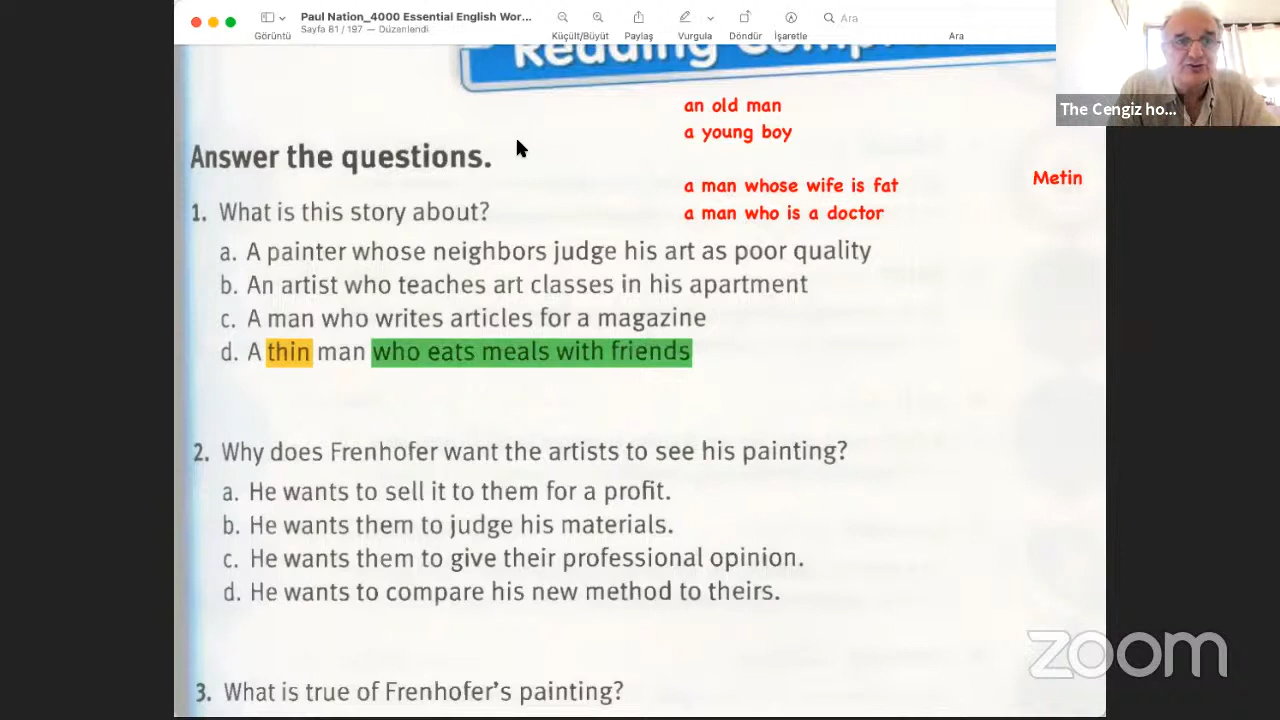 Paul Nation_4000 Essential English Wor...
Sayfa 81 / 197 — Düzenlendi
Görüntü
Küçült/Büyüt
Paylaş
Vurgula
Döndür
İşaretle
Ara
Ara
The Cengiz ho...
Reading
an old man
a young boy
Answer the questions.
a man whose wife is fat
Metin
a man who is a doctor
1. What is this story about?
a. A painter whose neighbors judge his art as poor quality
b. An artist who teaches art classes in his apartment
c. A man who writes articles for a magazine
d. A thin man who eats meals with friends
2. Why does Frenhofer want the artists to see his painting?
a. He wants to sell it to them for a profit.
b. He wants them to judge his materials.
c. He wants them to give their professional opinion.
d. He wants to compare his new method to theirs.
zoom
3. What is true of Frenhofer's painting?